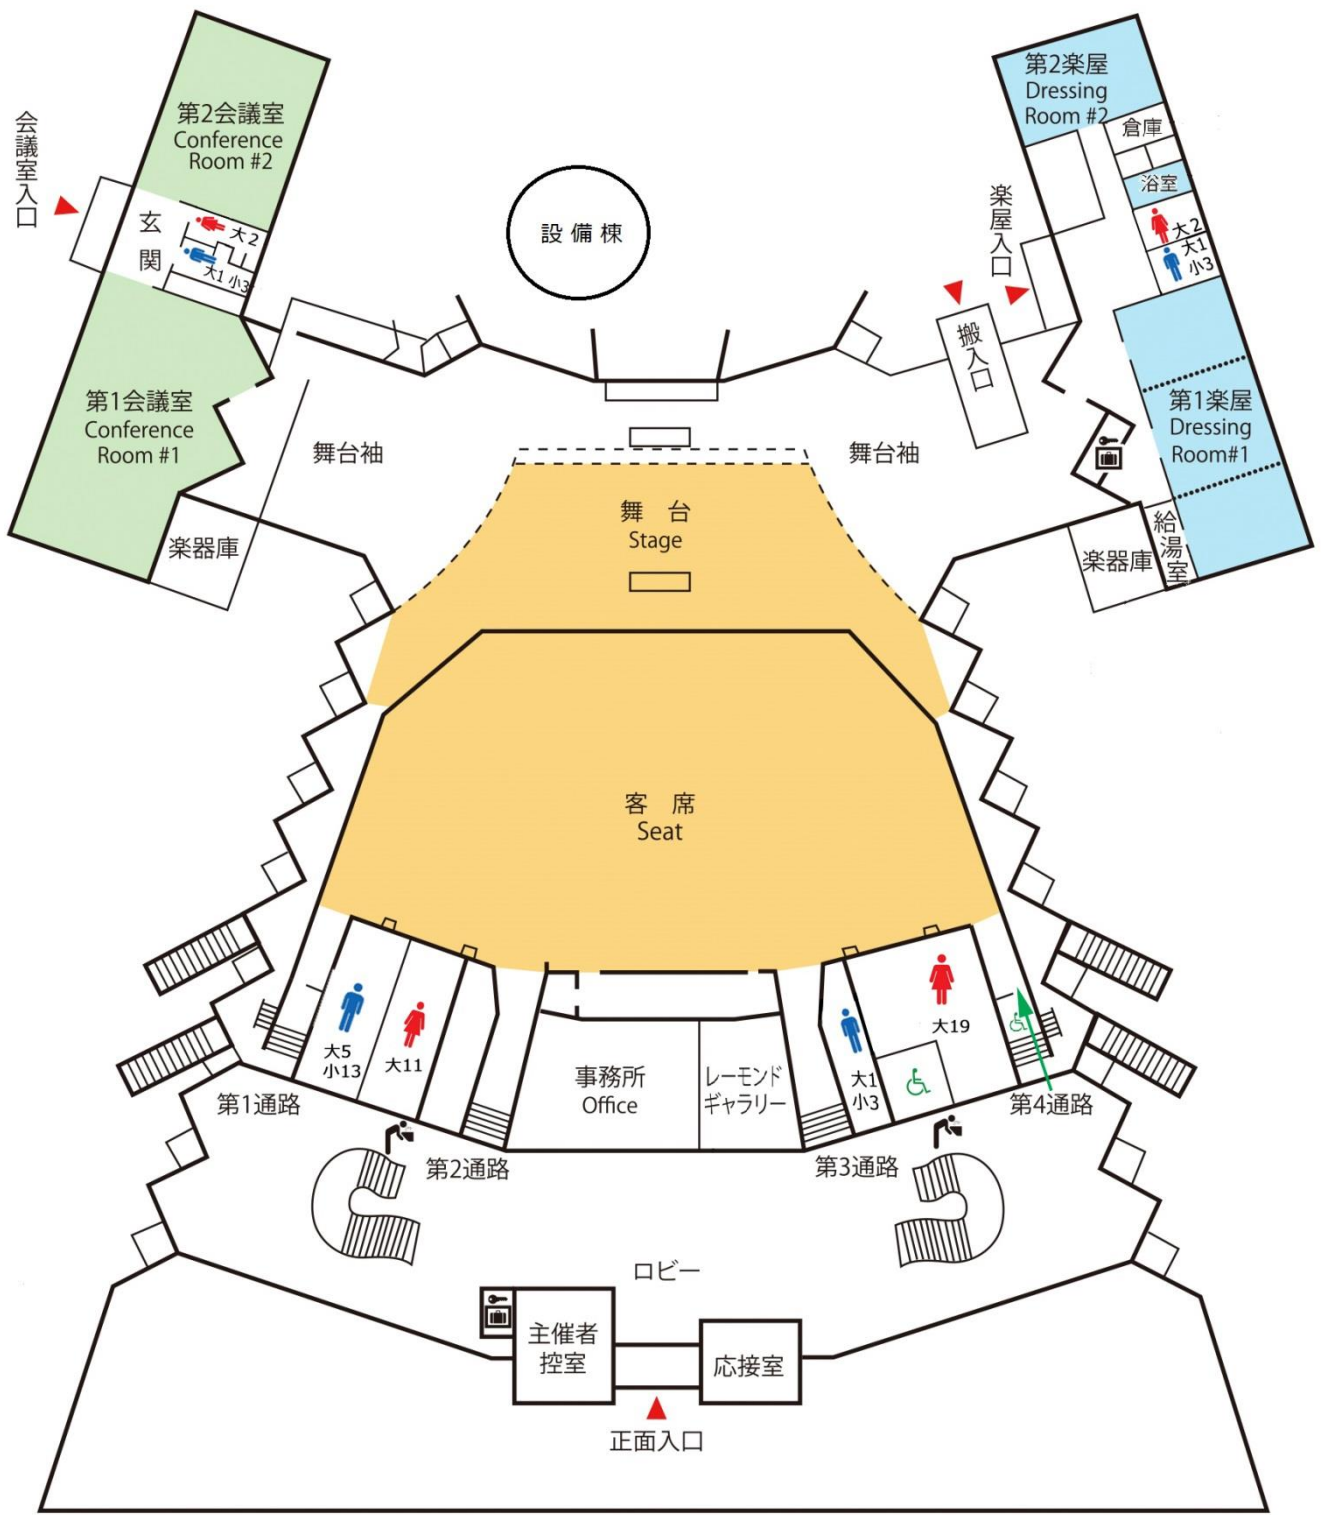 第2会議室
Conference
Room #2
会議室入口
玄関
大2
大1 小3
第1会議室
Conference
Room #1
設備棟
第2楽屋
Dressing
Room #2
倉庫
浴室
大2
大1
小3
楽屋入口
搬入口
第1楽屋
Dressing
Room#1
給湯室
楽器庫
舞台袖
舞台袖
楽器庫
舞 台
Stage
客 席
Seat
大5
小13
大11
事務所
Office
レーモンド
ギャラリー
大1
小3
大19
第1通路
第2通路
第3通路
第4通路
ロビー
主催者
控室
応接室
正面入口